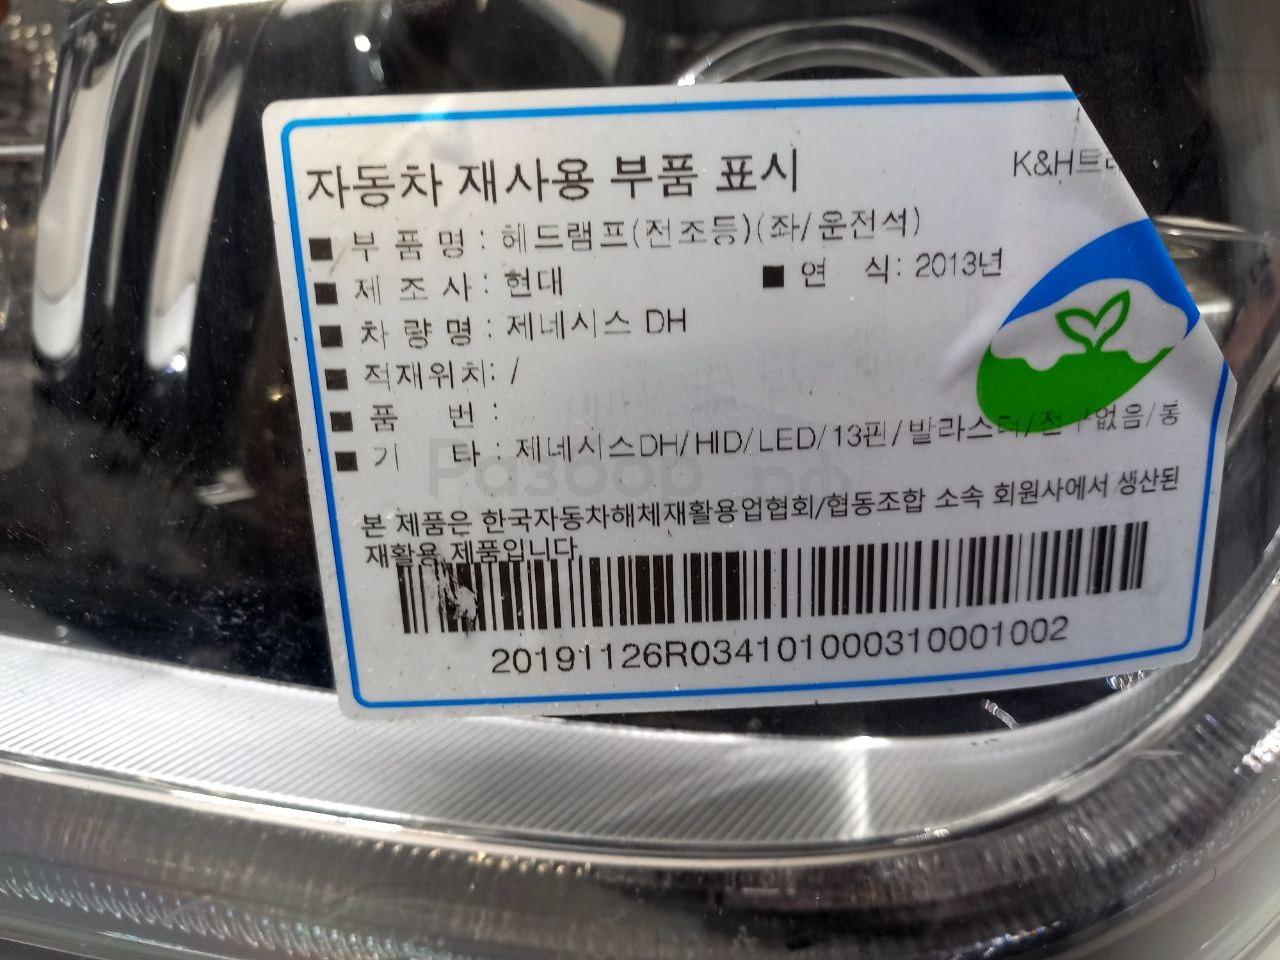 자동차 재사용 부품 표시
K&H트
■ 부 품 명 : 헤드램프(전조등)(좌/운전석)
■ 제 조 사 : 현대 ■ 연 식: 2013년
■ 차 량 명 : 제네시스 DH
■ 적재위치: /
■ 품 번 :
■ 기 타 : 제네시스DH/HID/LED/13핀/발라스터/전구없음/동
본 제품은 한국자동차해체재활용업협회/협동조합 소속 회원사에서 생산된
재활용 제품입니다.
20191126R034101000310001002
Разбор.рф